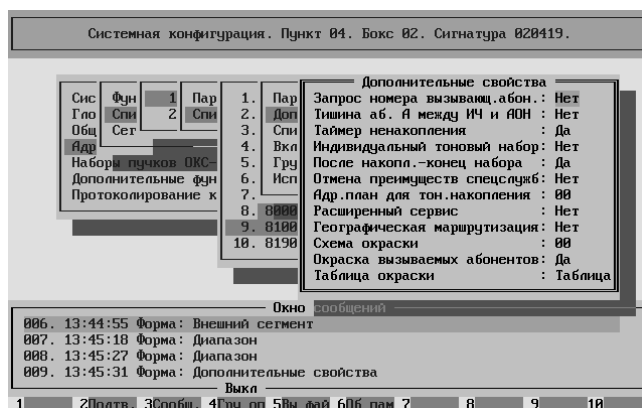 Системная конфигурация. Пункт 04. Бокс 02. Сигнатура 020419.
Дополнительные свойства
Сис Фун 1 Пар 1. Пар Запрос номера вызывающ.абон.: Нет
Гло Спи 2 Спи 2. Доп Тишина аб. А между ИЧ и АОН : Нет
Общ Сег 3. Спи Таймер ненакопления : Да
Адр 4. Вкл Индивидуальный тоновый набор: Нет
Наборы пучков ОКС- 5. Гру После накопл.-конец набора : Да
Дополнительные фун 6. Исп Отмена преимуществ спецслужб: Нет
Протоколирование к 7. Адр.план для тон.накопления : 00
8. 8000 Расширенный сервис : Нет
9. 8100 Географическая маршрутизация: Нет
10. 8190 Схема окраски : 00
Окраска вызываемых абонентов: Да
Таблица окраски : Таблица
Окно сообщений
006. 13:44:55 Форма: Внешний сегмент
007. 13:45:18 Форма: Диапазон
008. 13:45:27 Форма: Диапазон
009. 13:45:31 Форма: Дополнительные свойства
Выкл
1 2Подтв. 3Сообщ. 4Гру оп 5Вы фай 6Об пам 7 8 9 10